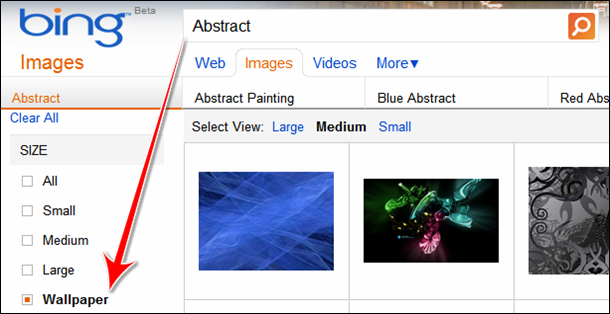 bing™ Beta
Abstract
Images
Web Images Videos More▼
Abstract
Abstract Painting Blue Abstract Red Abs
Clear All
Select View: Large Medium Small
SIZE
All
Small
Medium
Large
Wallpaper